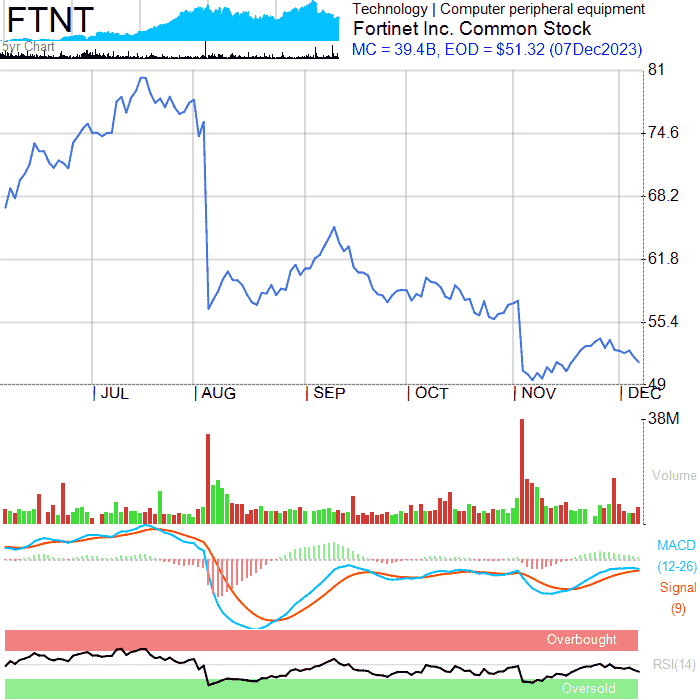 FTNT
5yr Chart
Technology | Computer peripheral equipment
Fortinet Inc. Common Stock
MC = 39.4B, EOD = $51.32 (07Dec2023)
81
74.6
68.2
61.8
55.4
49
JUL AUG SEP OCT NOV DEC
38M
Volume
MACD
(12-26)
Signal
(9)
Overbought
RSI(14)
Oversold